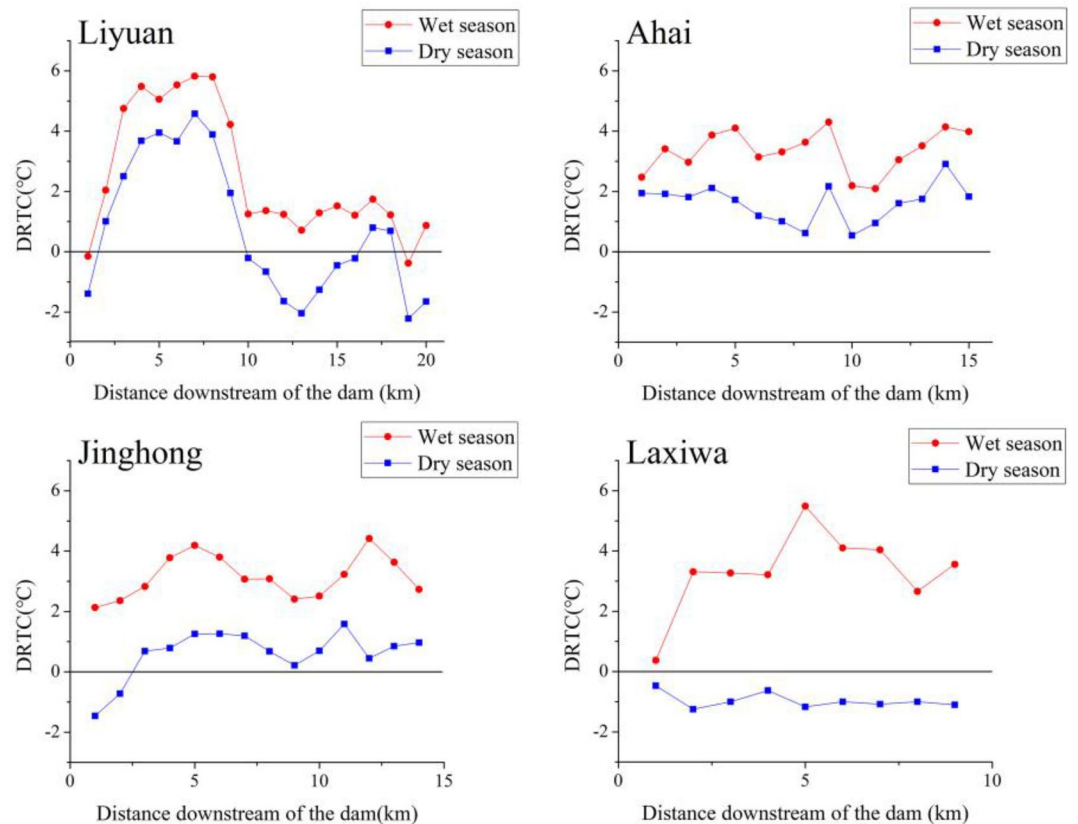 Liyuan
Wet season
Dry season
6
4
2
0
-2
DRTC(°C)
0 5 10 15 20
Distance downstream of the dam (km)
Ahai
Wet season
Dry season
6
4
2
0
-2
DRTC(°C)
0 5 10 15
Distance downstream of the dam (km)
Jinghong
Wet season
Dry season
6
4
2
0
-2
DRTC(°C)
0 5 10 15
Distance downstream of the dam(km)
Laxiwa
Wet season
Dry season
6
4
2
0
-2
DRTC(°C)
0 5 10
Distance downstream of the dam (km)